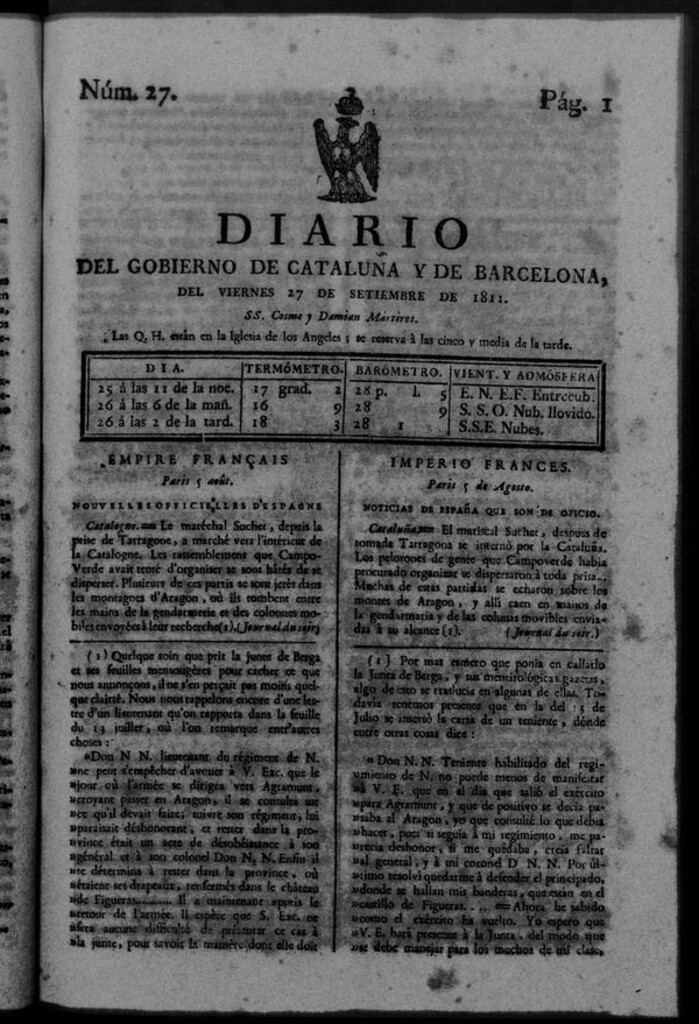 Núm. 27.
Pág. 1
DIARIO
DEL GOBIERNO DE CATALUÑA Y DE BARCELONA,
DEL VIERNES 27 DE SETIEMBRE DE 1811.
SS. Cosme y Damian Martires.
Las Q. H. están en la Iglesia de los Angeles; se reserva à las cinco y media de la tarde.
DIA. TERMÓMETRO. BARÓMETRO. VIENT. Y ADMÓSFERA
25 á las 11 de la noc. 17 grad. 2 28 p. l. 5 E. N. E.F. Entrecub.
26 á las 6 de la mañ. 16 9 28 9 S. S. O. Nub. llovido.
26 á las 2 de la tard. 18 3 28 1 S.S.E. Nubes.
EMPIRE FRANÇAIS
Paris 5 août.
NOUVELLES OFFICIELLES D'ESPAGNE
Catalogne.== Le maréchal Suchet, depuis la
prise de Tarragone, a marché vers l'intérieur de
la Catalogne. Les rassemblement que Campo-
Verde avait tenté d'organiser se sont hâtés de se
disperser. Plusieurs de ces partis se sont jetés dans
les montagnes d'Aragon, où ils tombent entre
les mains de la gendarmerie et des colonnes mo-
biles envoyées à leur recherche(1).(Journal du soir)
(1) Quelque soin que prit la junte de Berga
et ses feuilles mensongères pour cacher ce que
nous annonçons, il ne s'en perçait pas moins quel-
que clairté. Nous nous rappelons encore d'une let-
tre d'un lieutenant qu'on rapporta dans la feuille
du 13 juillet, où l'on remarque entr'autres
choses:
»Don N N. lieutenant du régiment de N.
»ne peut s'empêcher d'avouer à V. Exc. que le
»jour où l'armée se dirigea vers Agramunt,
»croyant passer en Aragon, il se consulta sur
»ce qu'il devait faire; suivre son régiment, lui
»paraissait déshonorant, et rester dans la pro-
»vince était un acte de désobéissance à son
»général et à son colonel Don N, N. Enfin il
»se détermina à rester dans la province, où
»étaient ses drapeaux, renfermés dans le château
»de Figueras......... Il a maintenant appris le
»retour de l'armée. Il espère que S. Exc. ne
»fera aucune difficulté de présenter ce cas à
»la junte, pour savoir la manière dont elle doit
IMPERIO FRANCES.
Paris 5 de Agosto.
NOTICIAS DE ESPAÑA QUE SON DE OFICIO.
Cataluña.== El mariscal Suchet, despues de
tomada Tarragona se internó por la Cataluña.
Los pelotones de gente que Campoverde habia
procurado organizar se dispersaron à toda prisa...
Muchas de estas partidas se echaron sobre los
montes de Aragon, y allí caen en manos de
la gendarmaría y de las colunas movibles envia-
das à su alcance (1). (Journal du soir.)
(1) Por mas esmero que ponía en callarlo
la Junta de Berga, y sus mentirológicas gazetas,
algo de esto se traslucía en algunas de ellas. To-
davía tenemos presente que en la del 13 de
Julio se insertó la carta de un teniente, dónde
entre otras cosas dice:
« Don N. N. Teniente habilitado del regi-
»miento de N. no puede menos de manifestar
»à V. E. que en el dia que salió el exército
»para Agramunt, y que de positivo se decia pa-
»saba al Aragon, yo que consulté lo que debia
»hacer, pues si seguia à mi regimiento, me pa-
»recia deshonor, si me quedaba, creia faltar
»al general, y à mi coronel D N. N. Por úl-
»timo resolví quedarme à defender el principado,
»donde se hallan mis banderas, que están en el
»castillo de Figueras.... == Ahora he sabido
»como el exército ha vuelto. Yo espero que
»V. E. hará presente à la Junta, del modo que
»se debe manejar para los muchos de mi clase,